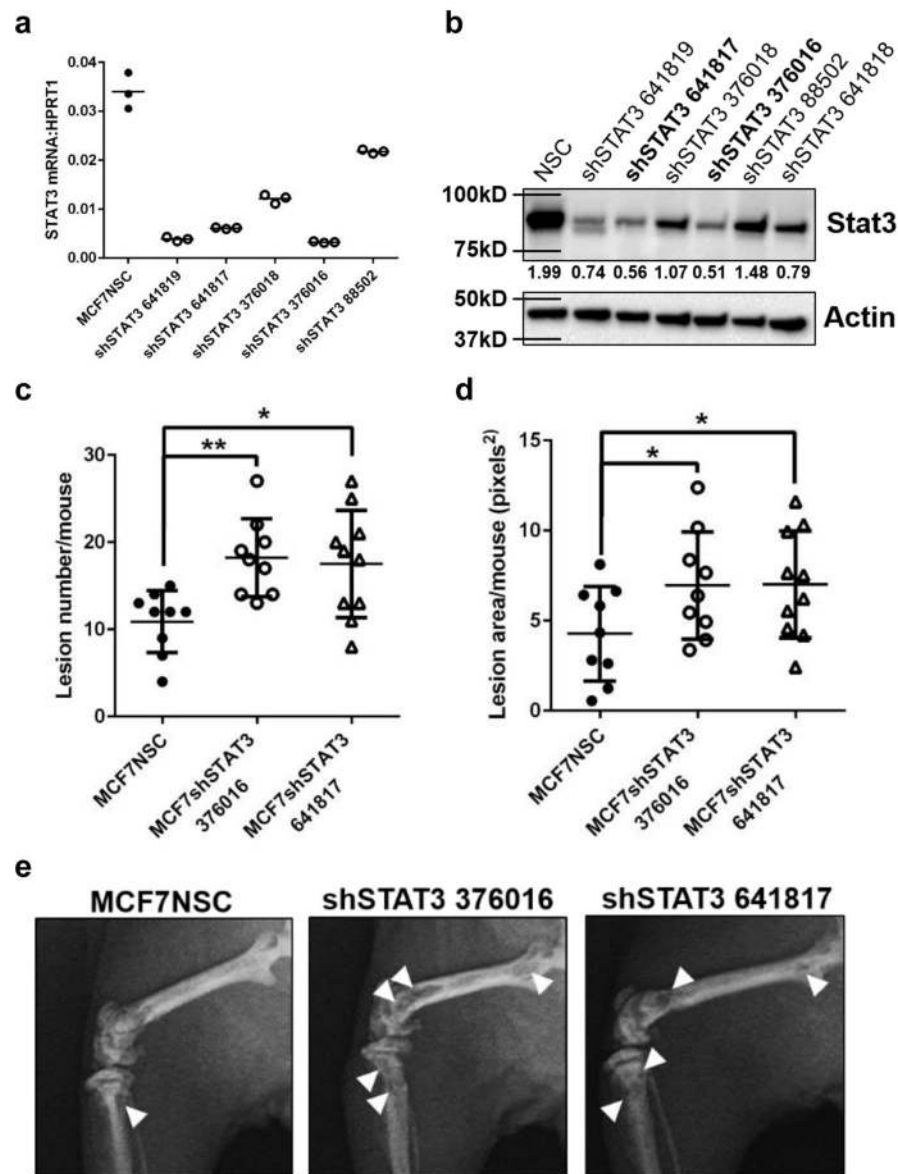 a
STAT3 mRNA:HPRT1
0.04
0.03
0.02
0.01
0.00
MCF7NSC
shSTAT3 641819
shSTAT3 641817
shSTAT3 376018
shSTAT3 376016
shSTAT3 88502
b
NSC
shSTAT3 641819
shSTAT3 641817
shSTAT3 376018
shSTAT3 376016
shSTAT3 88502
shSTAT3 641818
100kD
75kD
Stat3
1.99 0.74 0.56 1.07 0.51 1.48 0.79
50kD
37kD
Actin
c
Lesion number/mouse
30
20
10
0
*
**
MCF7NSC
MCF7shSTAT3
376016
MCF7shSTAT3
641817
d
Lesion area/mouse (pixels²)
15
10
5
0
*
*
MCF7NSC
MCF7shSTAT3
376016
MCF7shSTAT3
641817
e
MCF7NSC
shSTAT3 376016
shSTAT3 641817